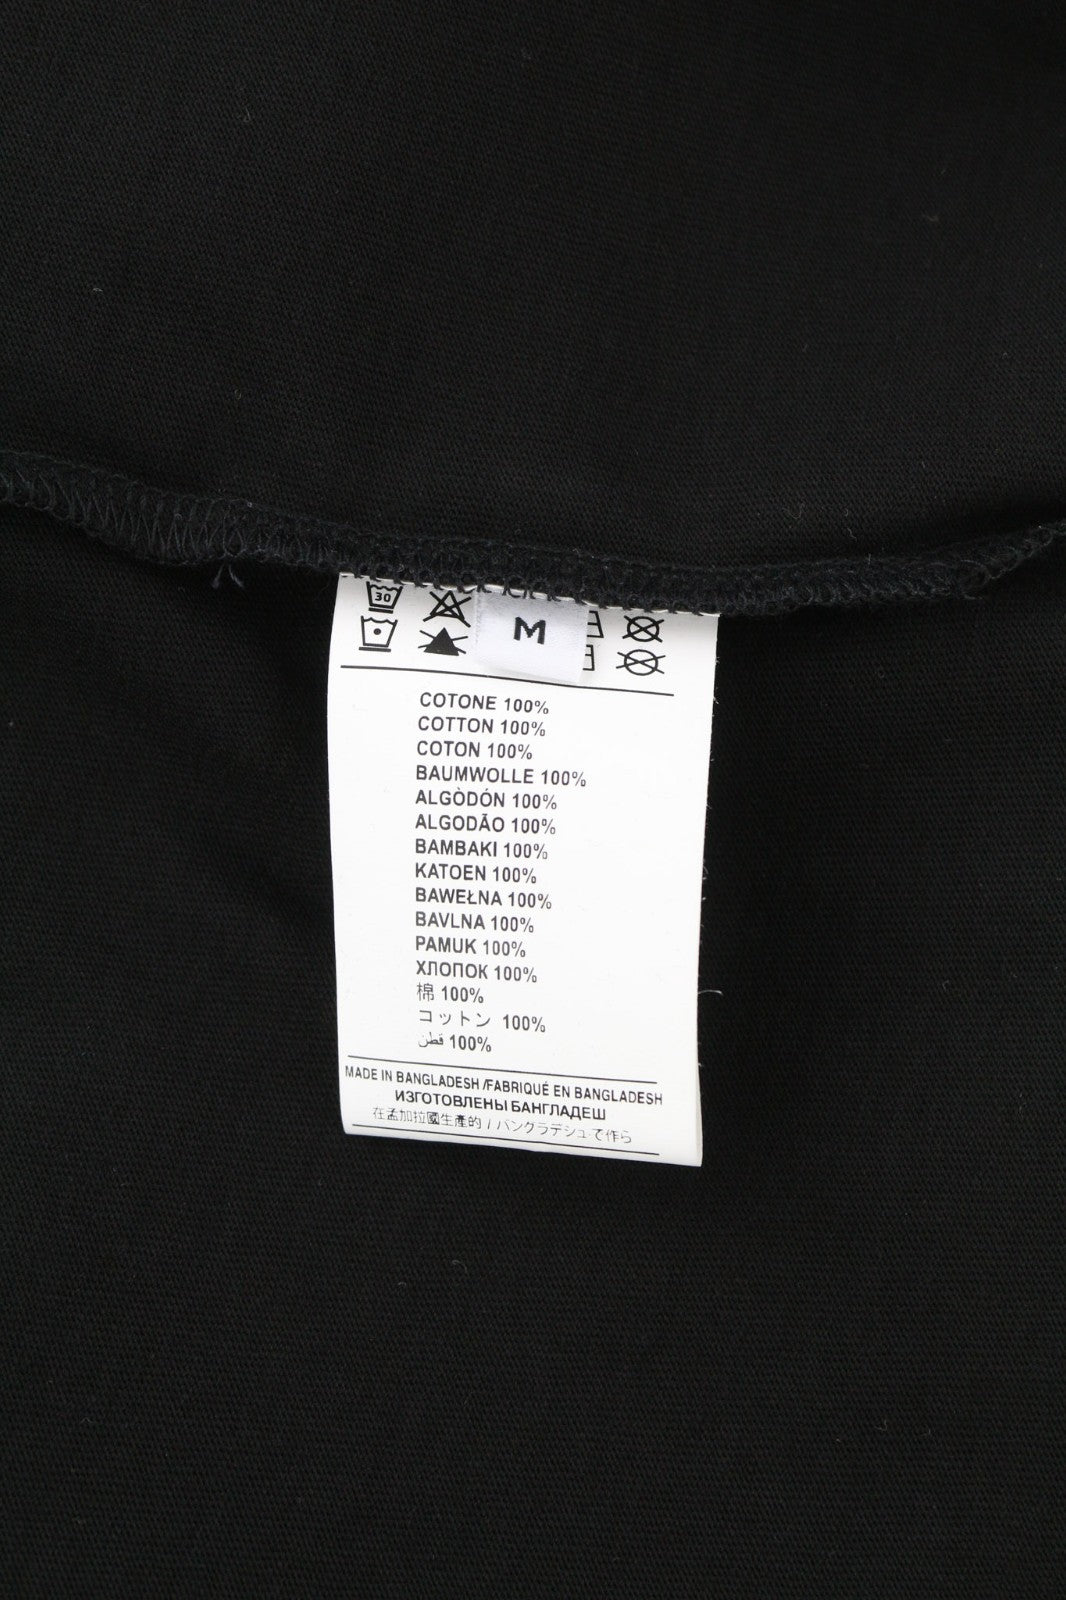 30
M
COTONE 100%
COTTON 100%
COTON 100%
BAUMWOLLE 100%
ALGÒDÓN 100%
ALGODÃO 100%
BAMBAKI 100%
KATOEN 100%
BAWEŁNA 100%
BAVLNA 100%
PAMUK 100%
ХЛОПОК 100%
棉 100%
コットン 100%
قطن 100%
MADE IN BANGLADESH /FABRIQUÉ EN BANGLADESH
ИЗГОТОВЛЕНЫ БАНГЛАДЕШ
在孟加拉國生產的 / バングラデシュで作ら